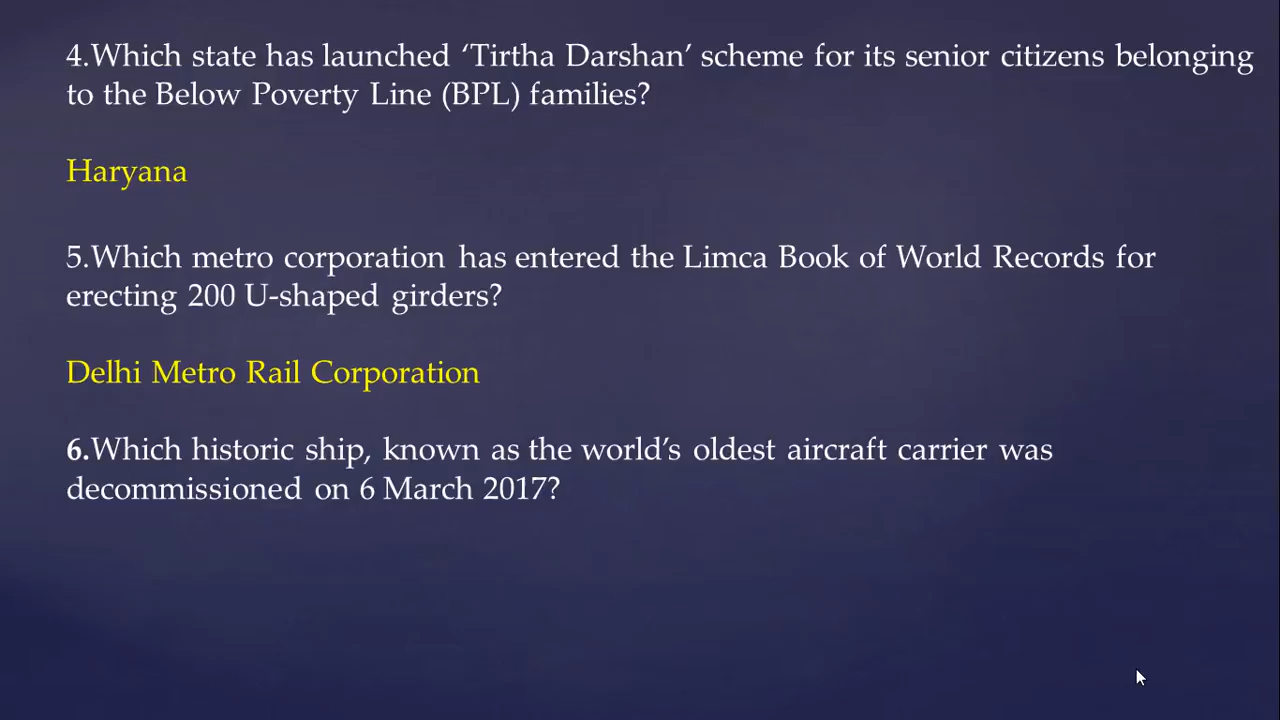 4.Which state has launched ‘Tirtha Darshan’ scheme for its senior citizens belonging
to the Below Poverty Line (BPL) families?
Haryana
5.Which metro corporation has entered the Limca Book of World Records for
erecting 200 U-shaped girders?
Delhi Metro Rail Corporation
6.Which historic ship, known as the world’s oldest aircraft carrier was
decommissioned on 6 March 2017?